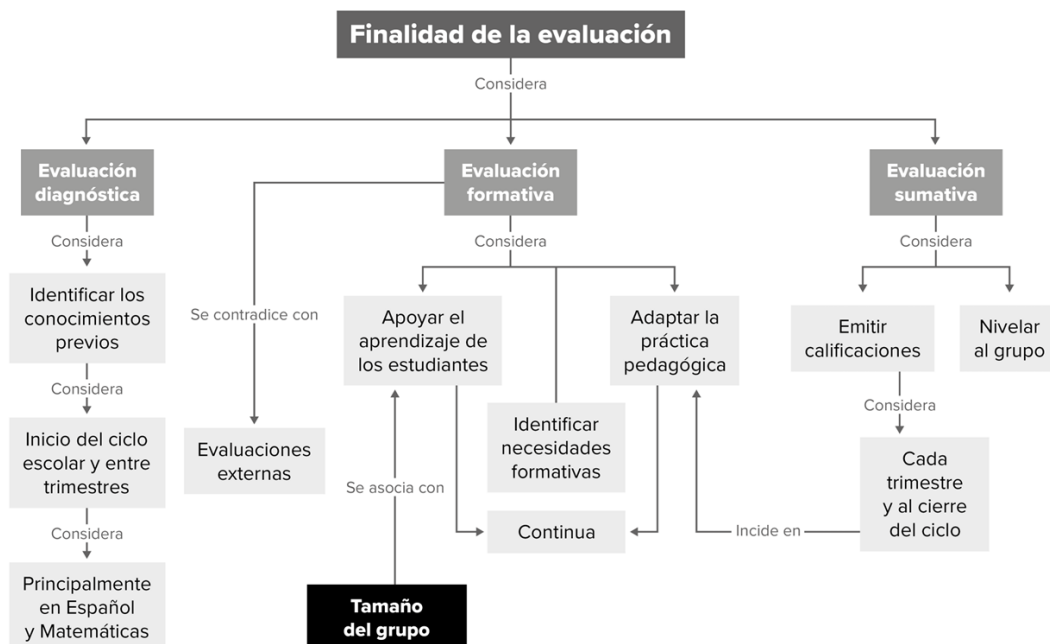 Finalidad de la evaluación
Considera
Evaluación
diagnóstica
Evaluación
formativa
Evaluación
sumativa
Considera
Considera
Considera
Identificar los
conocimientos
previos
Se contradice con
Apoyar el
aprendizaje de
los estudiantes
Adaptar la
práctica
pedagógica
Emitir
calificaciones
Nivelar
al grupo
Considera
Considera
Inicio del ciclo
escolar y entre
trimestres
Evaluaciones
externas
Identificar
necesidades
formativas
Cada
trimestre
y al cierre
del ciclo
Se asocia con
Considera
Continua
Incide en
Principalmente
en Español
y Matemáticas
Tamaño
del grupo